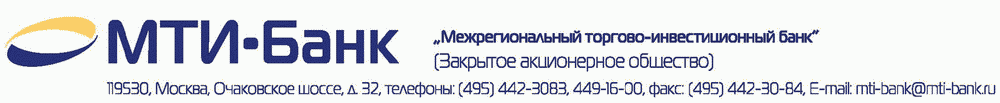 МТИ-Банк
„Межрегиональный торгово-инвестиционный банк”
(Закрытое акционерное общество)
119530, Москва, Очаковское шоссе, д. 32, телефоны: (495) 442-3083, 449-16-00, факс: (495) 442-30-84, E-mail: mti-bank@mti-bank.ru